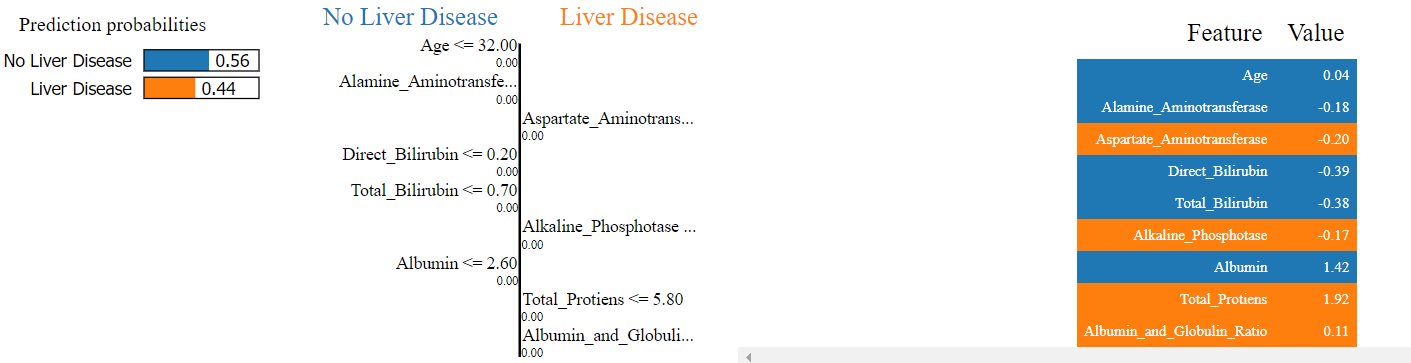 Prediction probabilities
No Liver Disease 0.56
Liver Disease 0.44
No Liver Disease Liver Disease
Age <= 32.00
0.00
Alamine_Aminotransfe...
0.00
Aspartate_Aminotrans...
0.00
Direct_Bilirubin <= 0.20
0.00
Total_Bilirubin <= 0.70
0.00
Alkaline_Phosphotase ...
0.00
Albumin <= 2.60
0.00
Total_Protiens <= 5.80
0.00
Albumin_and_Globuli...
0.00
Feature Value
Age 0.04
Alamine_Aminotransferase -0.18
Aspartate_Aminotransferase -0.20
Direct_Bilirubin -0.39
Total_Bilirubin -0.38
Alkaline_Phosphotase -0.17
Albumin 1.42
Total_Protiens 1.92
Albumin_and_Globulin_Ratio 0.11